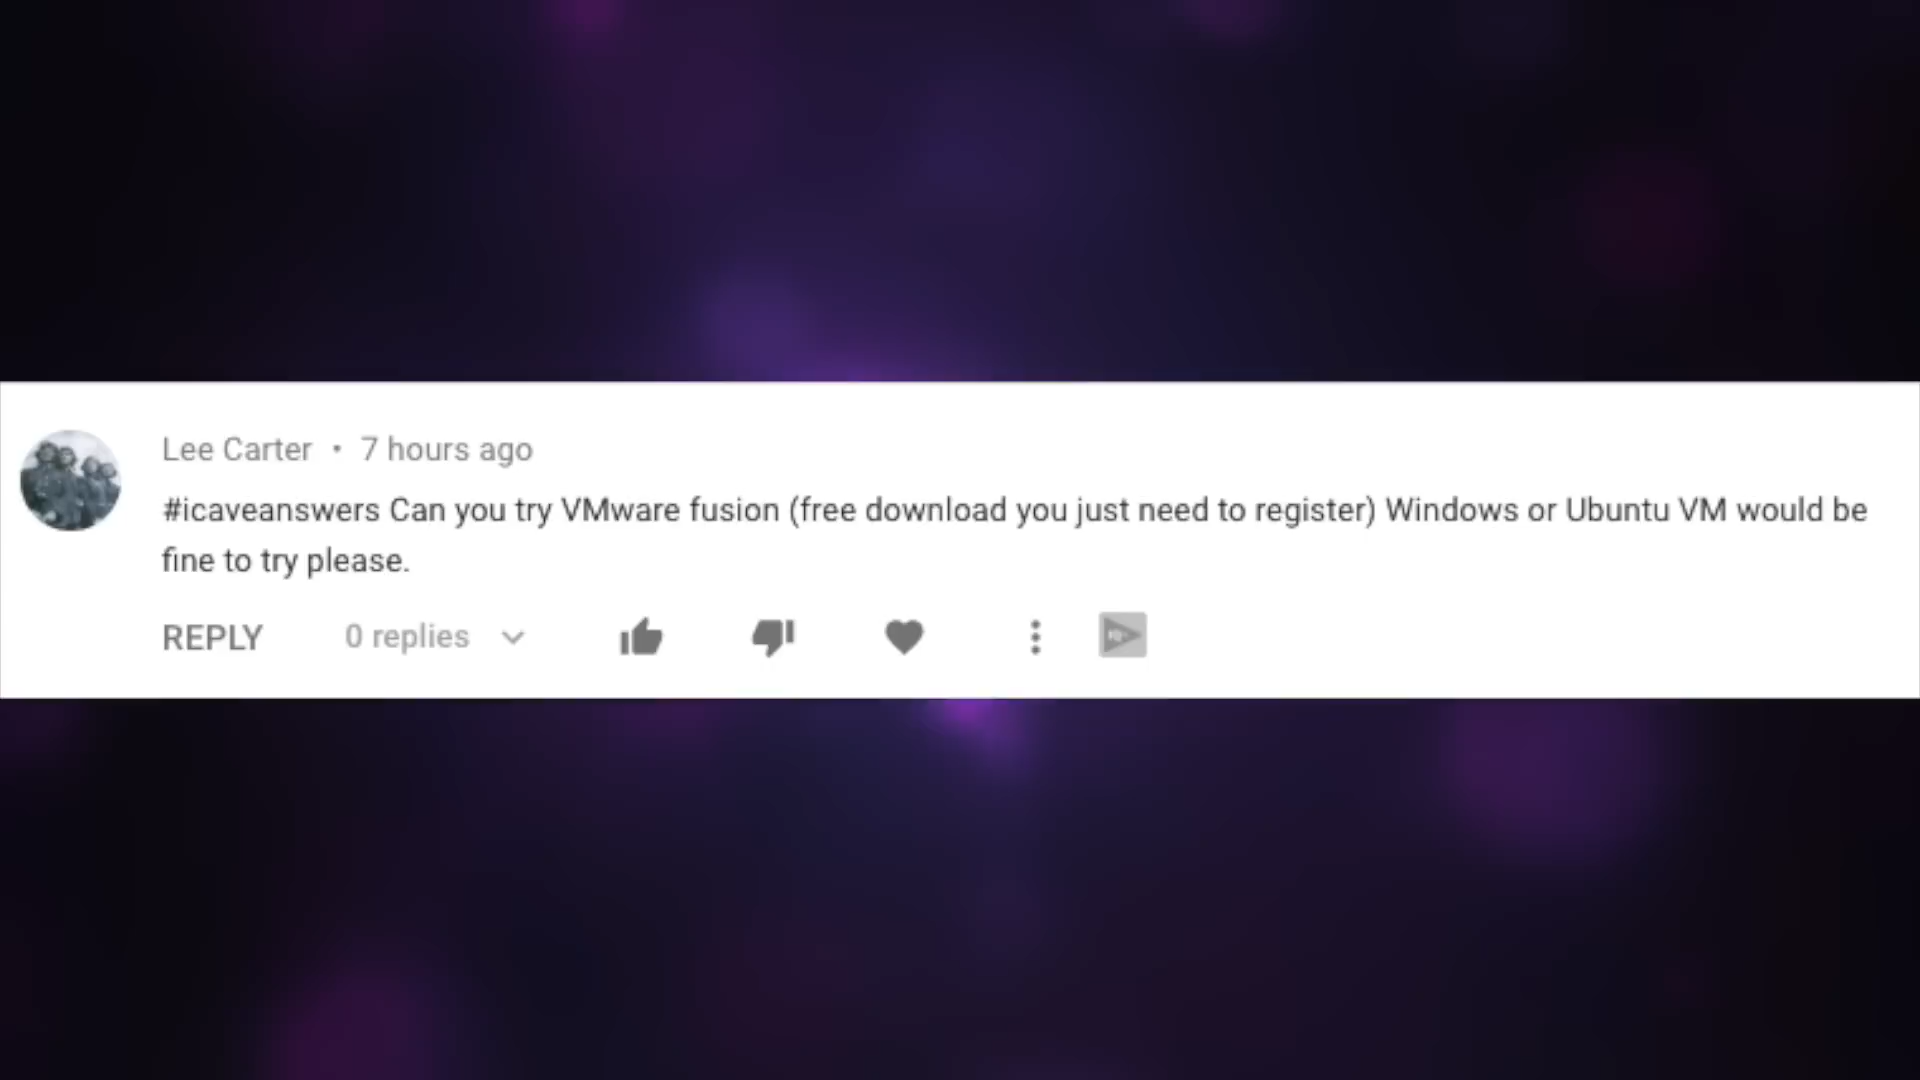 Lee Carter • 7 hours ago
#icaveanswers Can you try VMware fusion (free download you just need to register) Windows or Ubuntu VM would be
fine to try please.
REPLY 0 replies